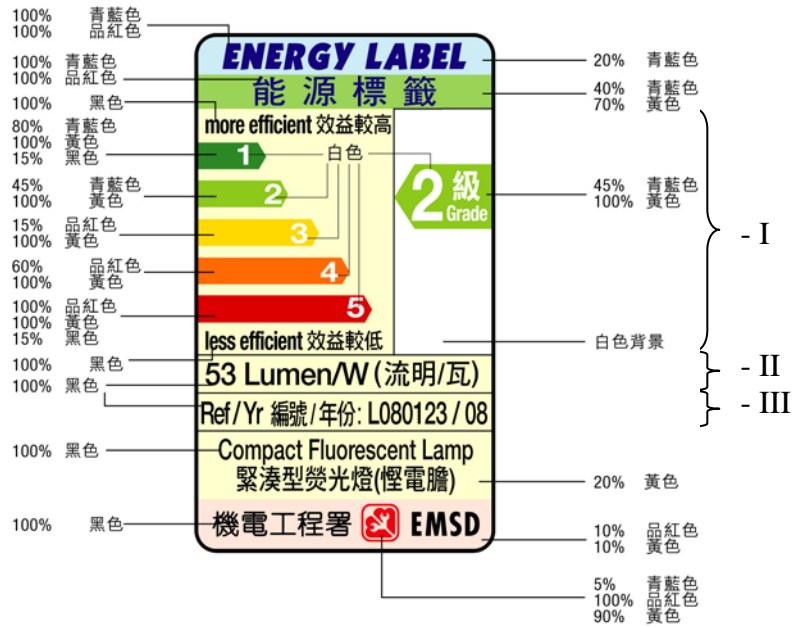 100% 青藍色
100% 品紅色
100% 青藍色
100% 品紅色
100% 黑色
80% 青藍色
100% 黃色
15% 黑色
45% 青藍色
100% 黃色
15% 品紅色
100% 黃色
60% 品紅色
100% 黃色
100% 品紅色
100% 黃色
15% 黑色
100% 黑色
100% 黑色
100% 黑色
100% 黑色
ENERGY LABEL
能源標籤
more efficient 效益較高
1
白色
2
3
4
5
2級
Grade
less efficient 效益較低
53 Lumen/W (流明/瓦)
Ref / Yr 編號 / 年份: L080123 / 08
Compact Fluorescent Lamp
緊湊型熒光燈(慳電膽)
機電工程署 EMSD
20% 青藍色
40% 青藍色
70% 黃色
45% 青藍色
100% 黃色
白色背景
20% 黃色
10% 品紅色
10% 黃色
5% 青藍色
100% 品紅色
90% 黃色
- I
- II
- III